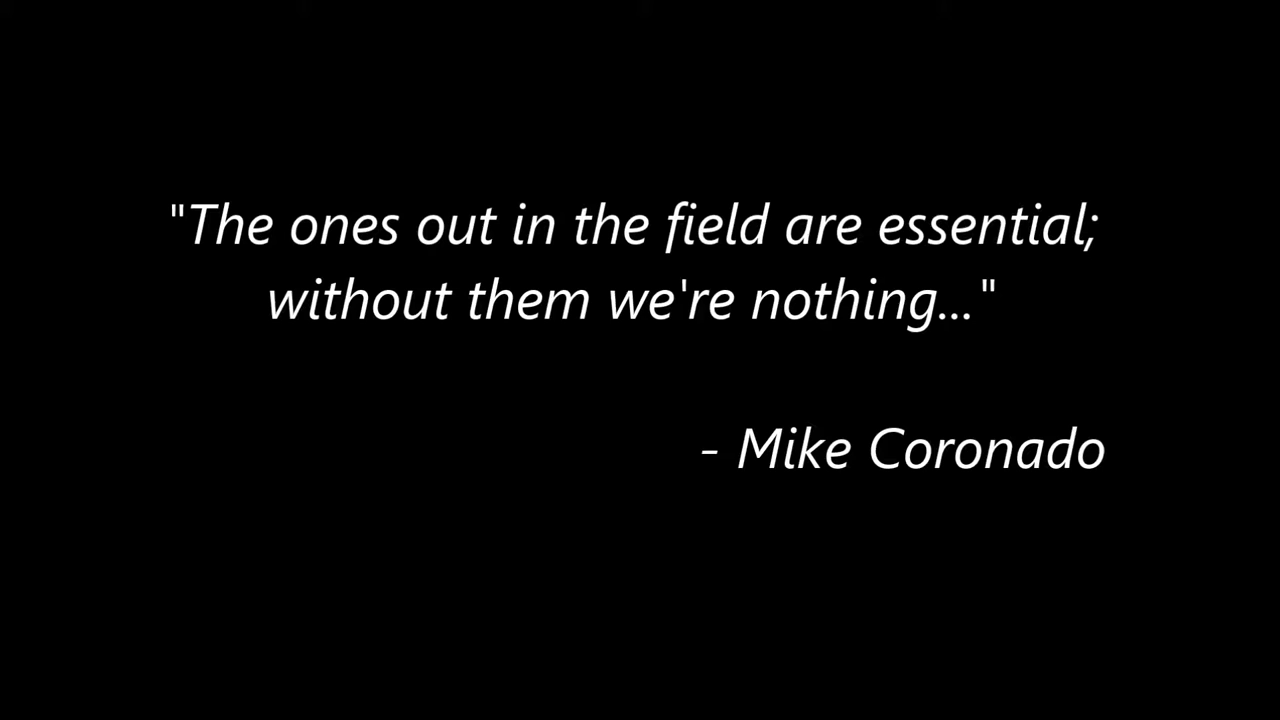 "The ones out in the field are essential;
without them we're nothing..."
- Mike Coronado